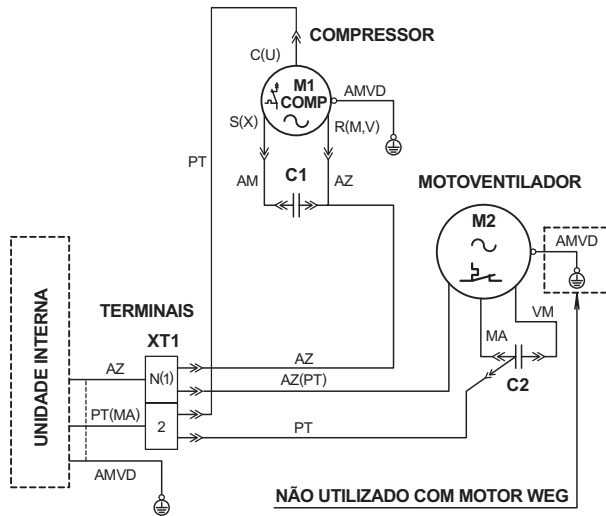 COMPRESSOR
C(U)
M1
COMP
AMVD
S(X)
R(M,V)
PT
C1
AM
AZ
MOTOVENTILADOR
M2
AMVD
UNIDADE INTERNA
TERMINAIS
XT1
VM
MA
AZ
N(1)
AZ
AZ(PT)
C2
PT(MA)
2
PT
AMVD
NÃO UTILIZADO COM MOTOR WEG